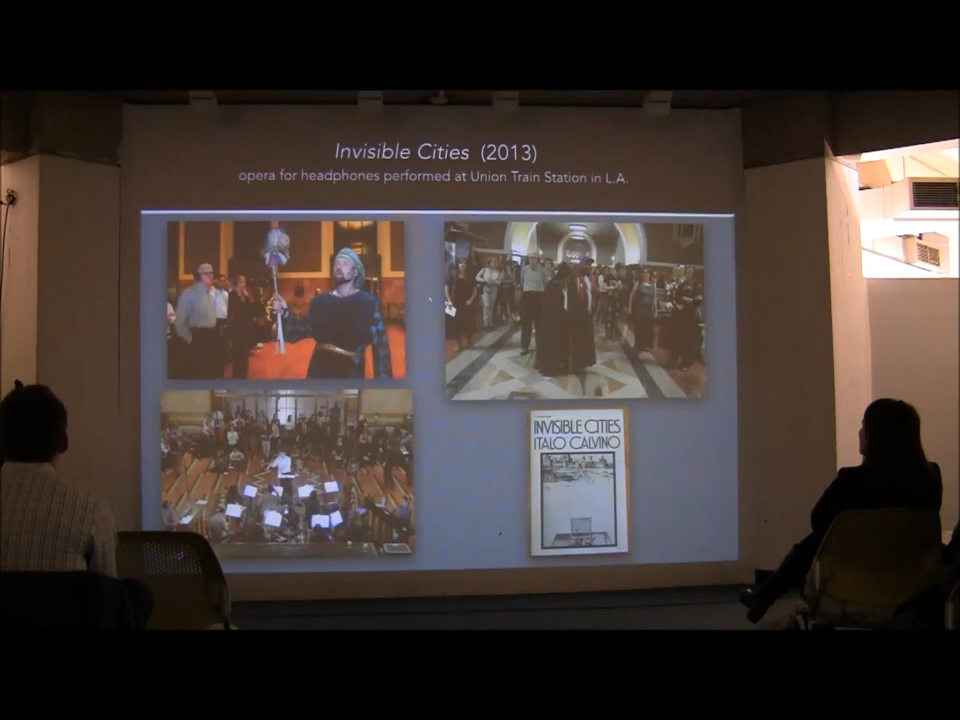 Invisible Cities (2013)
opera for headphones performed at Union Train Station in L.A.
INVISIBLE CITIES
ITALO CALVINO